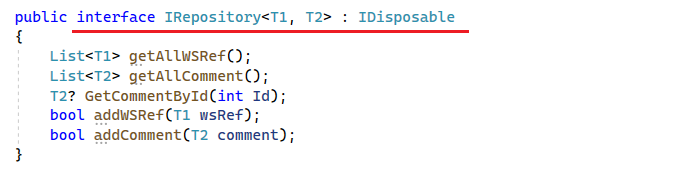 public interface IRepository<T1, T2> : IDisposable
{
    List<T1> getAllWSRef();
    List<T2> getAllComment();
    T2? GetCommentById(int Id);
    bool addWSRef(T1 wsRef);
    bool addComment(T2 comment);
}